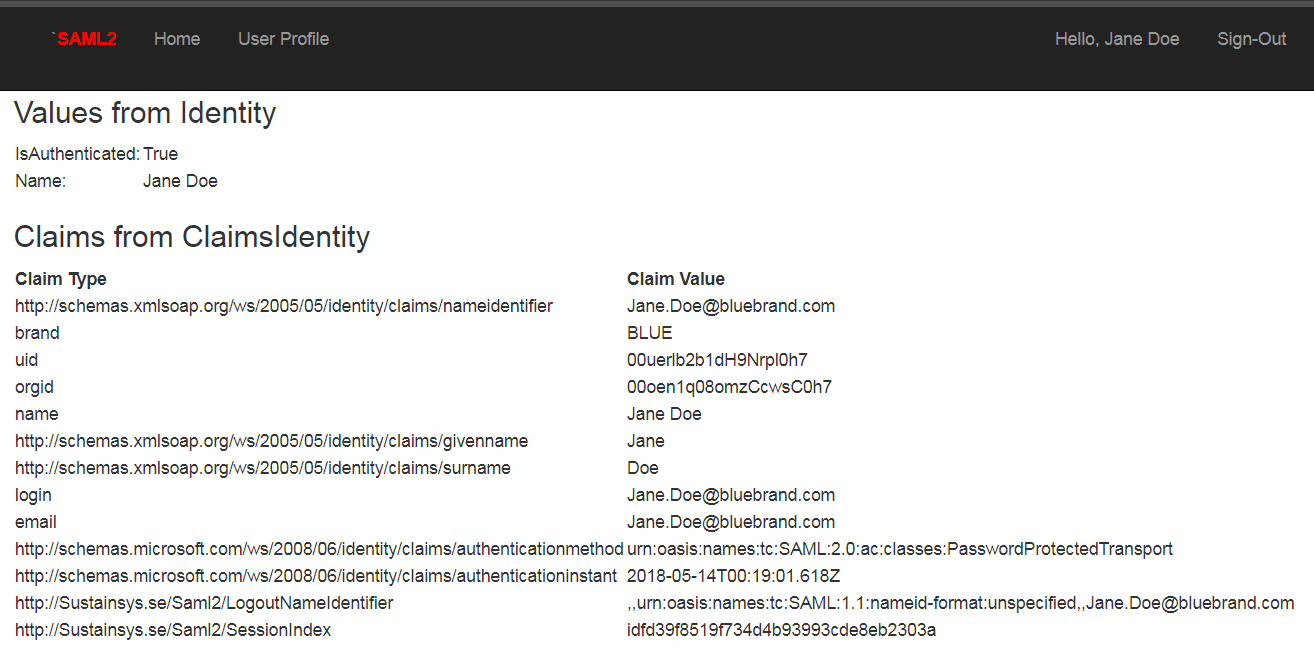 `SAML2 Home User Profile Hello, Jane Doe Sign-Out
Values from Identity
IsAuthenticated: True
Name: Jane Doe
Claims from ClaimsIdentity
Claim Type Claim Value
http://schemas.xmlsoap.org/ws/2005/05/identity/claims/nameidentifier Jane.Doe@bluebrand.com
brand BLUE
uid 00uerlb2b1dH9Nrpl0h7
orgid 00oen1q08omzCcwsC0h7
name Jane Doe
http://schemas.xmlsoap.org/ws/2005/05/identity/claims/givenname Jane
http://schemas.xmlsoap.org/ws/2005/05/identity/claims/surname Doe
login Jane.Doe@bluebrand.com
email Jane.Doe@bluebrand.com
http://schemas.microsoft.com/ws/2008/06/identity/claims/authenticationmethod urn:oasis:names:tc:SAML:2.0:ac:classes:PasswordProtectedTransport
http://schemas.microsoft.com/ws/2008/06/identity/claims/authenticationinstant 2018-05-14T00:19:01.618Z
http://Sustainsys.se/Saml2/LogoutNameIdentifier ,,urn:oasis:names:tc:SAML:1.1:nameid-format:unspecified,,Jane.Doe@bluebrand.com
http://Sustainsys.se/Saml2/SessionIndex idfd39f8519f734d4b93993cde8eb2303a